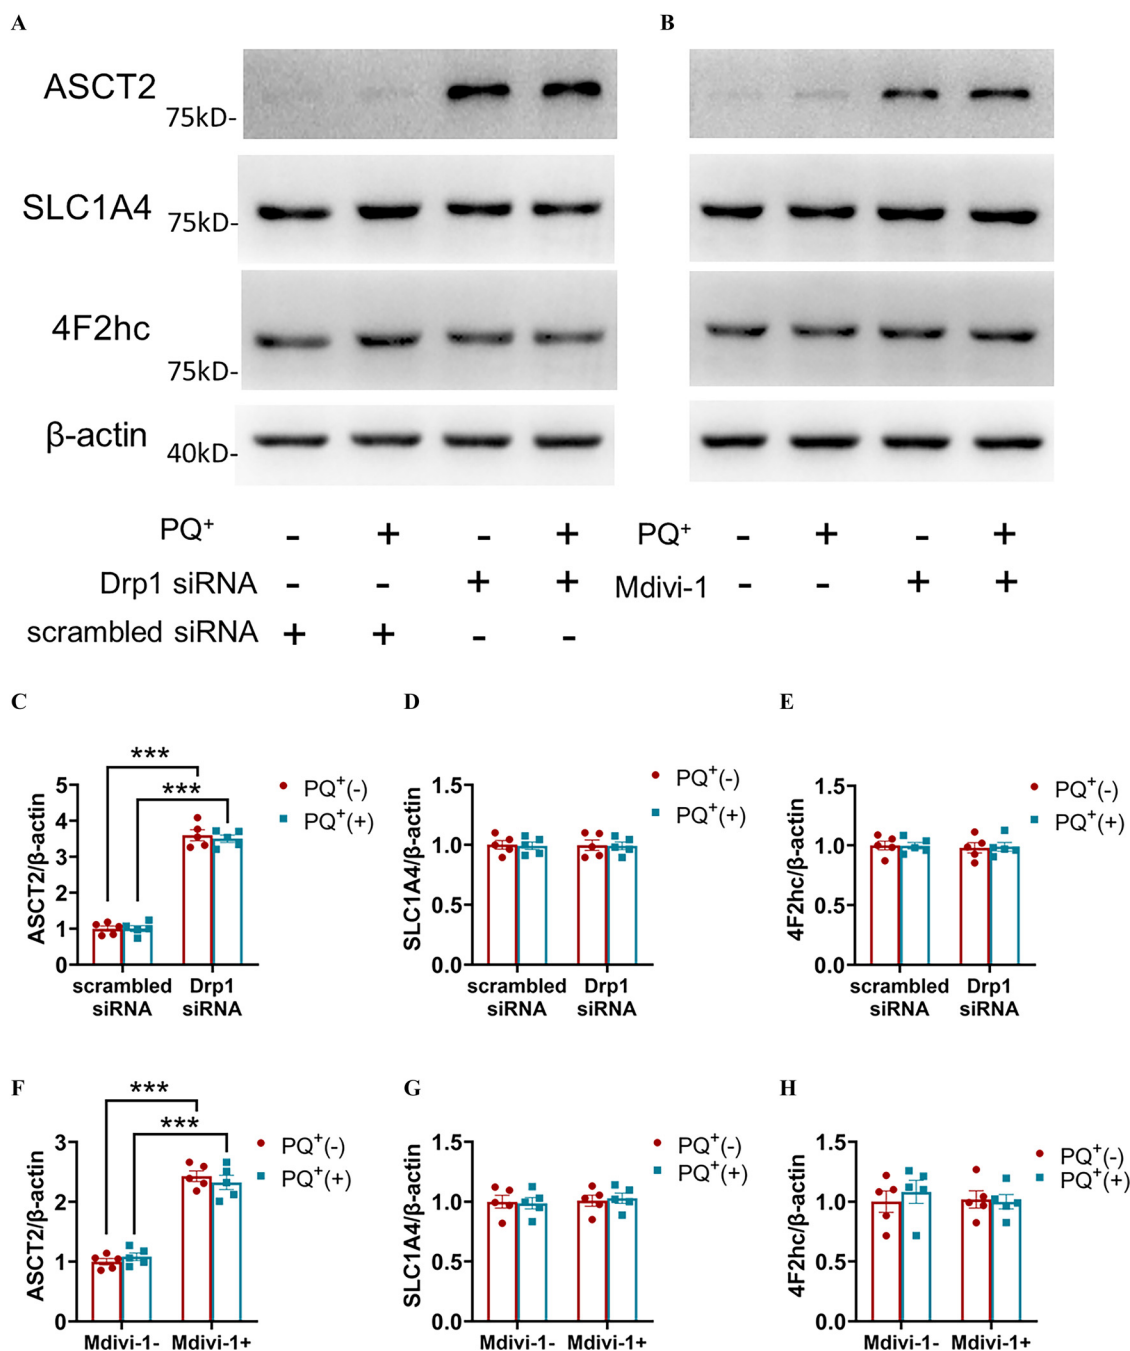 A
B
ASCT2
75kD-
SLC1A4
75kD-
4F2hc
75kD-
β-actin
40kD-
PQ⁺ - + - +
Drp1 siRNA - - + +
scrambled siRNA + + - -
PQ⁺ - + - +
Mdivi-1 - - + +
C
ASCT2/β-actin
5
4
3
2
1
0
***
***
PQ⁺(-)
PQ⁺(+)
scrambled siRNA
Drp1 siRNA
D
SLC1A4/β-actin
1.5
1.0
0.5
0.0
PQ⁺(-)
PQ⁺(+)
scrambled siRNA
Drp1 siRNA
E
4F2hc/β-actin
1.5
1.0
0.5
0.0
PQ⁺(-)
PQ⁺(+)
scrambled siRNA
Drp1 siRNA
F
ASCT2/β-actin
3
2
1
0
***
***
PQ⁺(-)
PQ⁺(+)
Mdivi-1- Mdivi-1+
G
SLC1A4/β-actin
1.5
1.0
0.5
0.0
PQ⁺(-)
PQ⁺(+)
Mdivi-1- Mdivi-1+
H
4F2hc/β-actin
1.5
1.0
0.5
0.0
PQ⁺(-)
PQ⁺(+)
Mdivi-1- Mdivi-1+